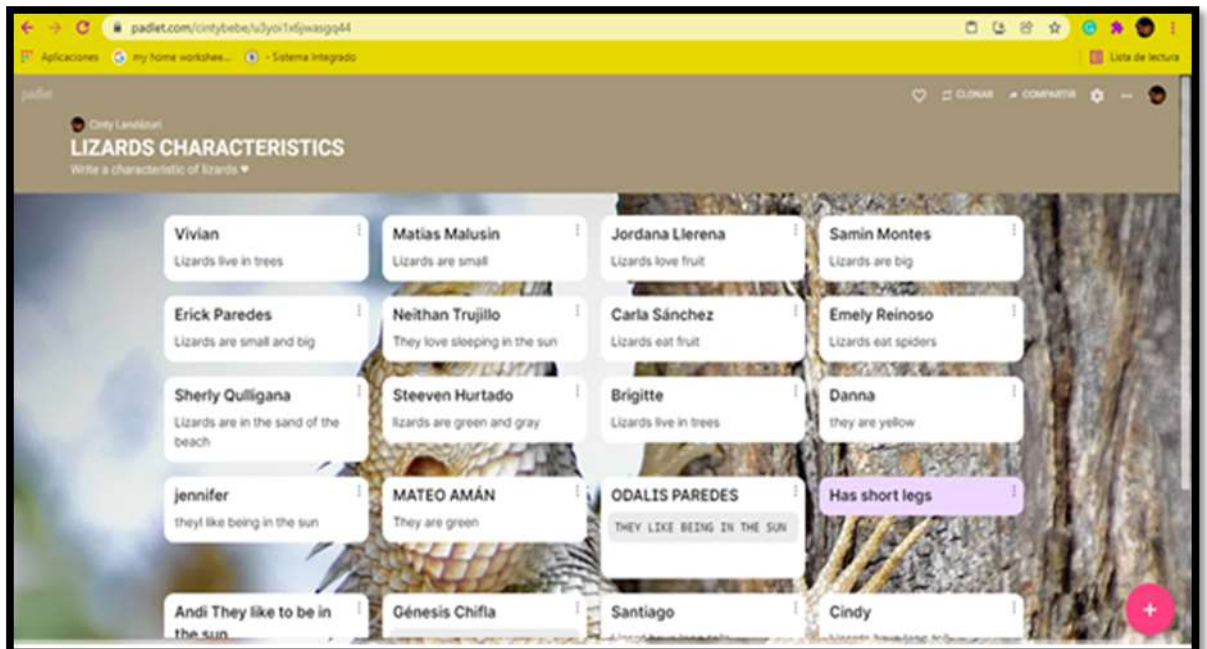 padlet.com/cintybebe/u3yoi1x6jwasgq44
Aplicaciones my home workshee... - Sistema Integrado Lista de lectura
padlet
CLONAR COMPARTIR
Cinty Landázuri
LIZARDS CHARACTERISTICS
Write a characteristic of lizards ♥
Vivian
Lizards live in trees
Matias Malusin
Lizards are small
Jordana Llerena
Lizards love fruit
Samin Montes
Lizards are big
Erick Paredes
Lizards are small and big
Neithan Trujillo
They love sleeping in the sun
Carla Sánchez
Lizards eat fruit
Emely Reinoso
Lizards eat spiders
Sherly Qulligana
Lizards are in the sand of the
beach
Steeven Hurtado
lizards are green and gray
Brigitte
Lizards live in trees
Danna
they are yellow
jennifer
theyl like being in the sun
MATEO AMÁN
They are green
ODALIS PAREDES
THEY LIKE BEING IN THE SUN
Has short legs
Andi They like to be in
the sun
Génesis Chifla
Santiago
Cindy